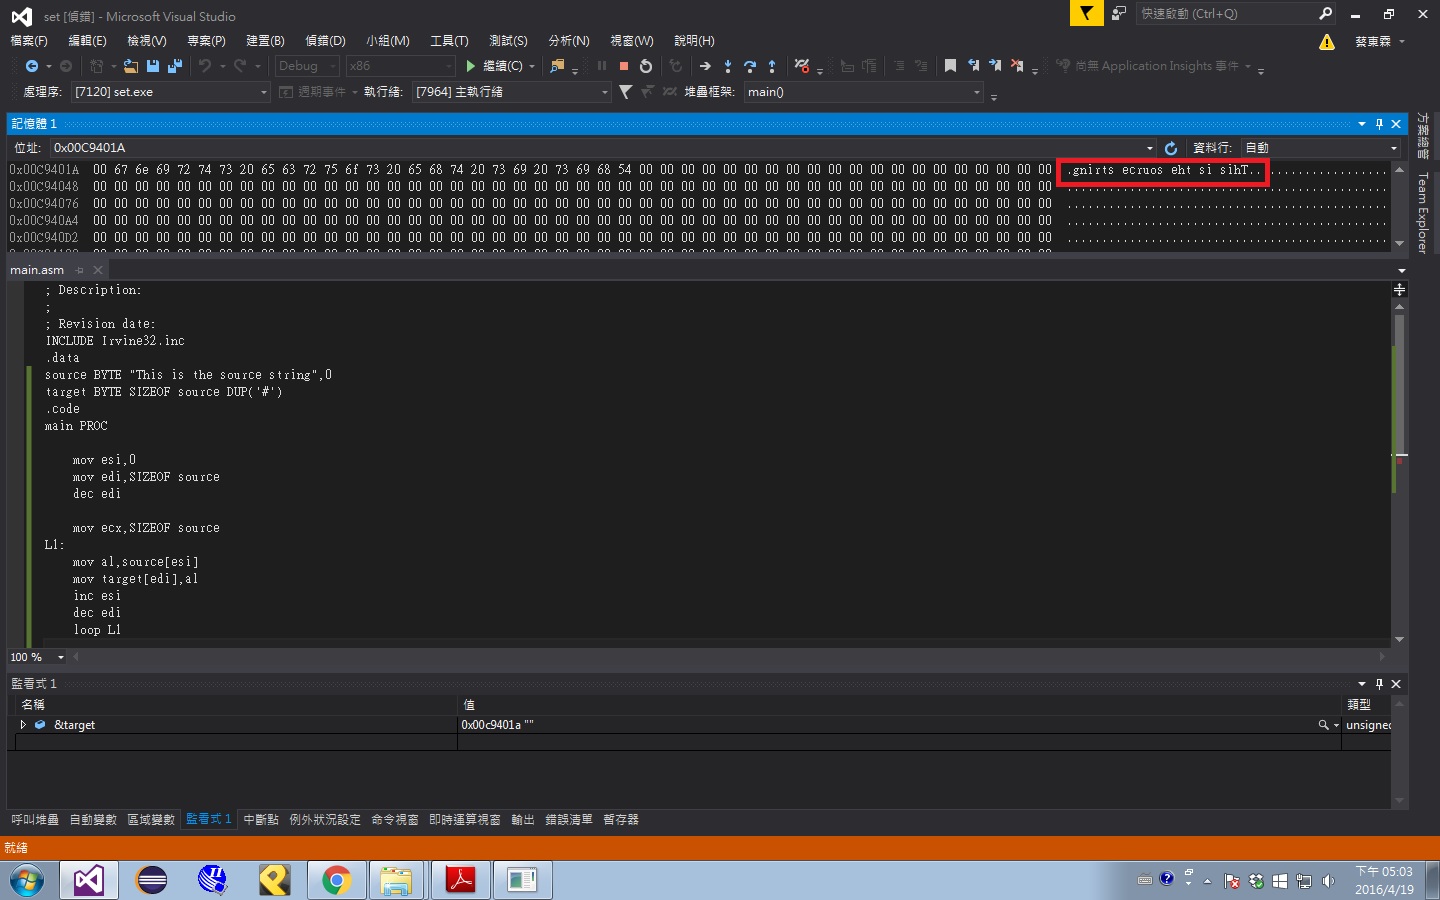 set [偵錯] - Microsoft Visual Studio
快速啟動 (Ctrl+Q)
檔案(F) 編輯(E) 檢視(V) 專案(P) 建置(B) 偵錯(D) 小組(M) 工具(T) 測試(S) 分析(N) 視窗(W) 說明(H)
蔡東霖
Debug x86 繼續(C) 尚無 Application Insights 事件
處理序: [7120] set.exe 週期事件 執行緒: [7964] 主執行緒 堆疊框架: main()
記憶體 1
位址: 0x00C9401A 資料行: 自動
0x00C9401A 00 67 6e 69 72 74 73 20 65 63 72 75 6f 73 20 65 68 74 20 73 69 20 73 69 68 54 00 00 00 00 00 00 00 00 00 00 00 00 00 00 00 00 00 00 00 00 .gnirts ecruos eht si sihT....................
0x00C94048 00 00 00 00 00 00 00 00 00 00 00 00 00 00 00 00 00 00 00 00 00 00 00 00 00 00 00 00 00 00 00 00 00 00 00 00 00 00 00 00 00 00 00 00 00 00 ..............................................
0x00C94076 00 00 00 00 00 00 00 00 00 00 00 00 00 00 00 00 00 00 00 00 00 00 00 00 00 00 00 00 00 00 00 00 00 00 00 00 00 00 00 00 00 00 00 00 00 00 ..............................................
0x00C940A4 00 00 00 00 00 00 00 00 00 00 00 00 00 00 00 00 00 00 00 00 00 00 00 00 00 00 00 00 00 00 00 00 00 00 00 00 00 00 00 00 00 00 00 00 00 00 ..............................................
0x00C940D2 00 00 00 00 00 00 00 00 00 00 00 00 00 00 00 00 00 00 00 00 00 00 00 00 00 00 00 00 00 00 00 00 00 00 00 00 00 00 00 00 00 00 00 00 00 00 ..............................................
方案總管
Team Explorer
main.asm
; Description:
;
; Revision date:
INCLUDE Irvine32.inc
.data
source BYTE "This is the source string",0
target BYTE SIZEOF source DUP('#')
.code
main PROC
mov esi,0
mov edi,SIZEOF source
dec edi
mov ecx,SIZEOF source
L1:
mov al,source[esi]
mov target[edi],al
inc esi
dec edi
loop L1
100 %
監看式 1
名稱 值 類型
&target 0x00c9401a "" unsigned
呼叫堆疊 自動變數 區域變數 監看式 1 中斷點 例外狀況設定 命令視窗 即時運算視窗 輸出 錯誤清單 暫存器
就緒
下午 05:03
2016/4/19